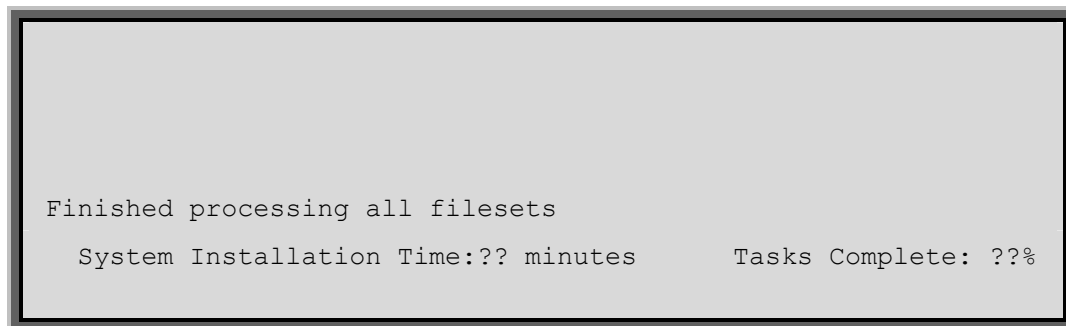 Finished processing all filesets
System Installation Time:?? minutes Tasks Complete: ??%